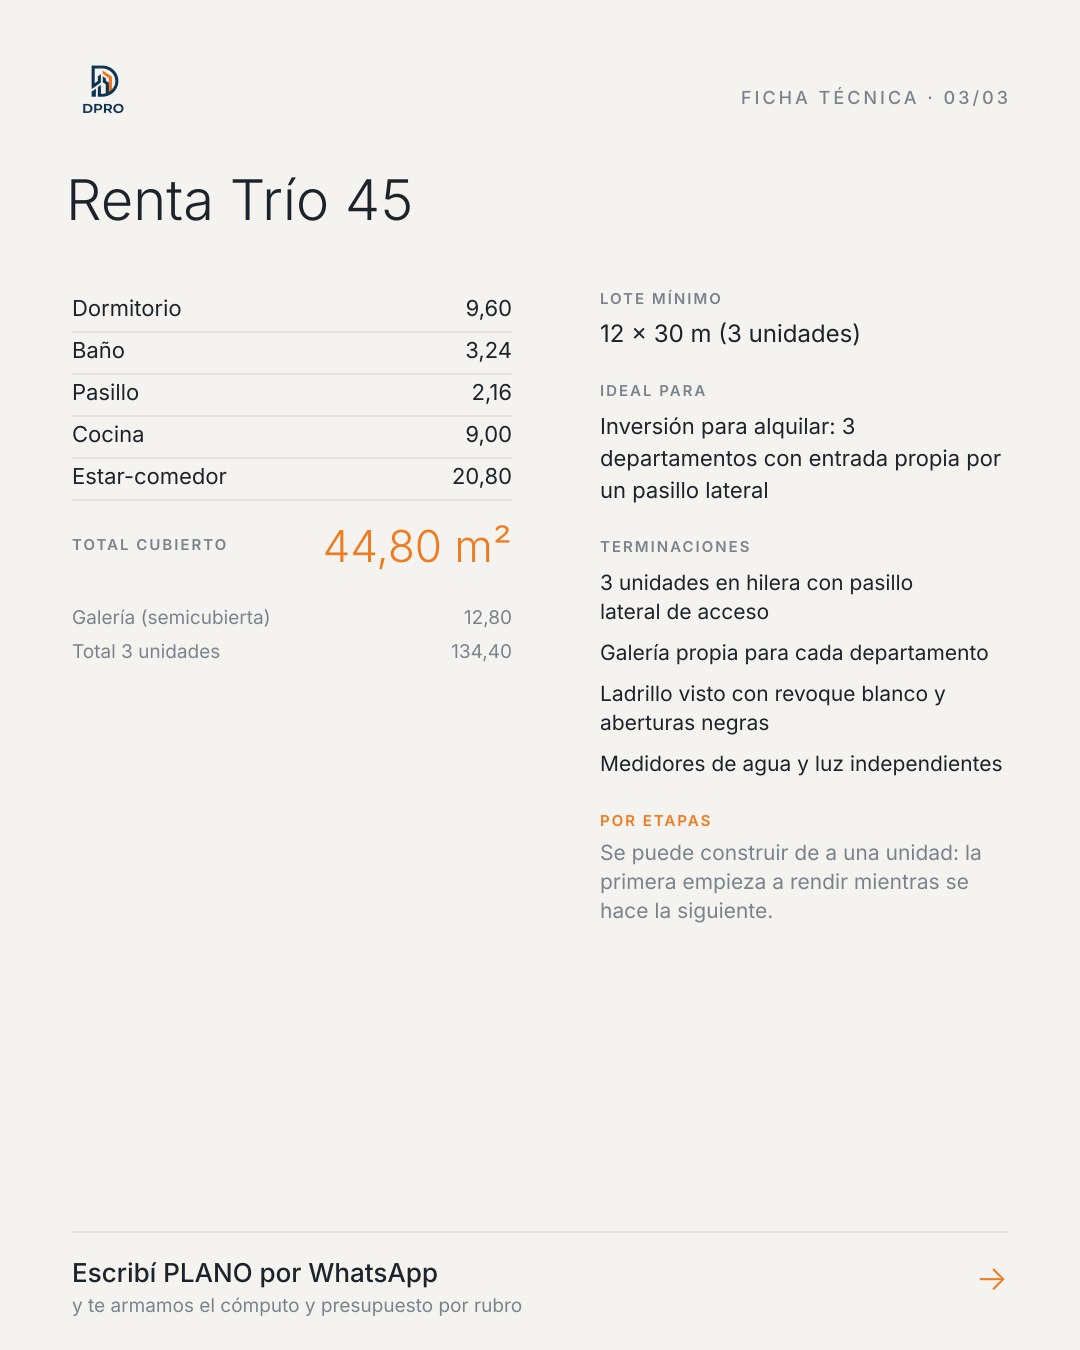 DPRO
FICHA TÉCNICA · 03/03
Renta Trío 45
Dormitorio 9,60
Baño 3,24
Pasillo 2,16
Cocina 9,00
Estar-comedor 20,80
TOTAL CUBIERTO 44,80 m²
Galería (semicubierta) 12,80
Total 3 unidades 134,40
LOTE MÍNIMO
12 × 30 m (3 unidades)
IDEAL PARA
Inversión para alquilar: 3
departamentos con entrada propia por
un pasillo lateral
TERMINACIONES
3 unidades en hilera con pasillo
lateral de acceso
Galería propia para cada departamento
Ladrillo visto con revoque blanco y
aberturas negras
Medidores de agua y luz independientes
POR ETAPAS
Se puede construir de a una unidad: la
primera empieza a rendir mientras se
hace la siguiente.
Escribí PLANO por WhatsApp
y te armamos el cómputo y presupuesto por rubro